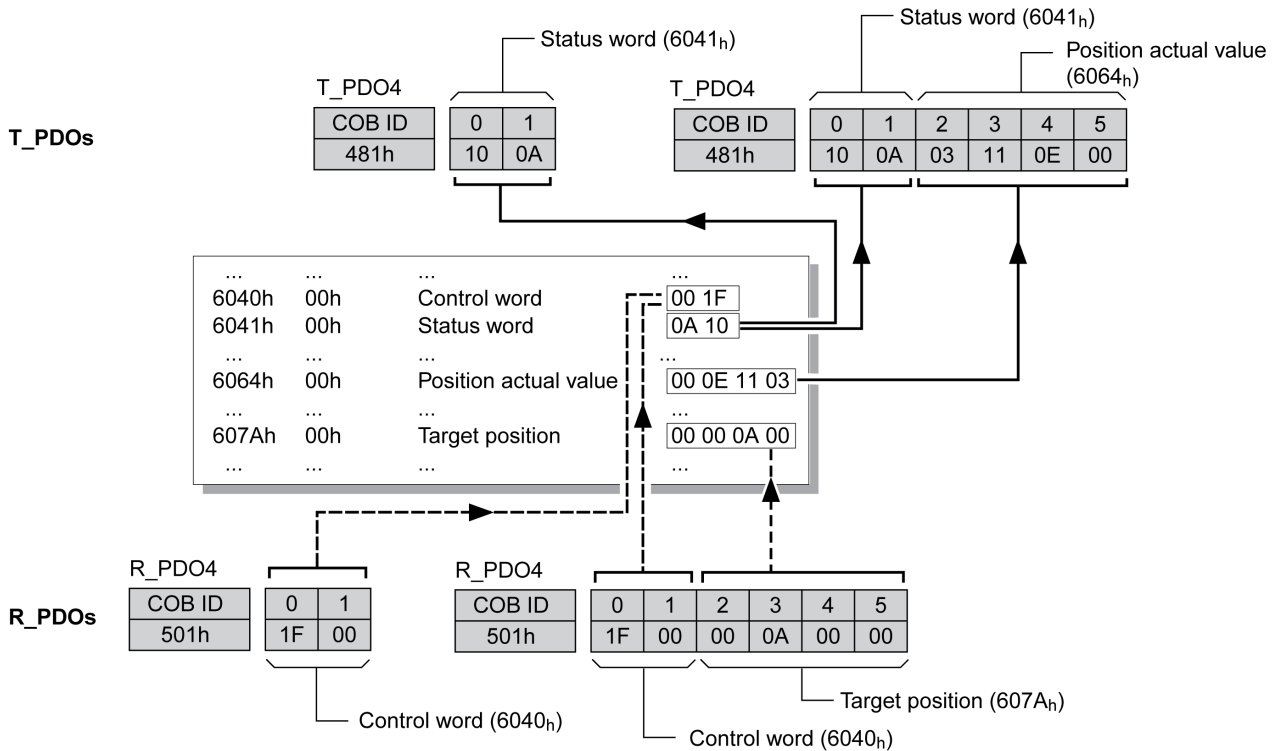 Status word (6041h)
Status word (6041h)
Position actual value
(6064h)
T_PDO4
T_PDO4
T_PDOs
COB ID 0 1
481h 10 0A
COB ID 0 1 2 3 4 5
481h 10 0A 03 11 0E 00
... ... ... ...
6040h 00h Control word 00 1F
6041h 00h Status word 0A 10
... ... ... ...
6064h 00h Position actual value 00 0E 11 03
... ... ... ...
607Ah 00h Target position 00 00 0A 00
... ... ... ...
R_PDO4
R_PDO4
R_PDOs
COB ID 0 1
501h 1F 00
COB ID 0 1 2 3 4 5
501h 1F 00 00 0A 00 00
Target position (607Ah)
Control word (6040h)
Control word (6040h)